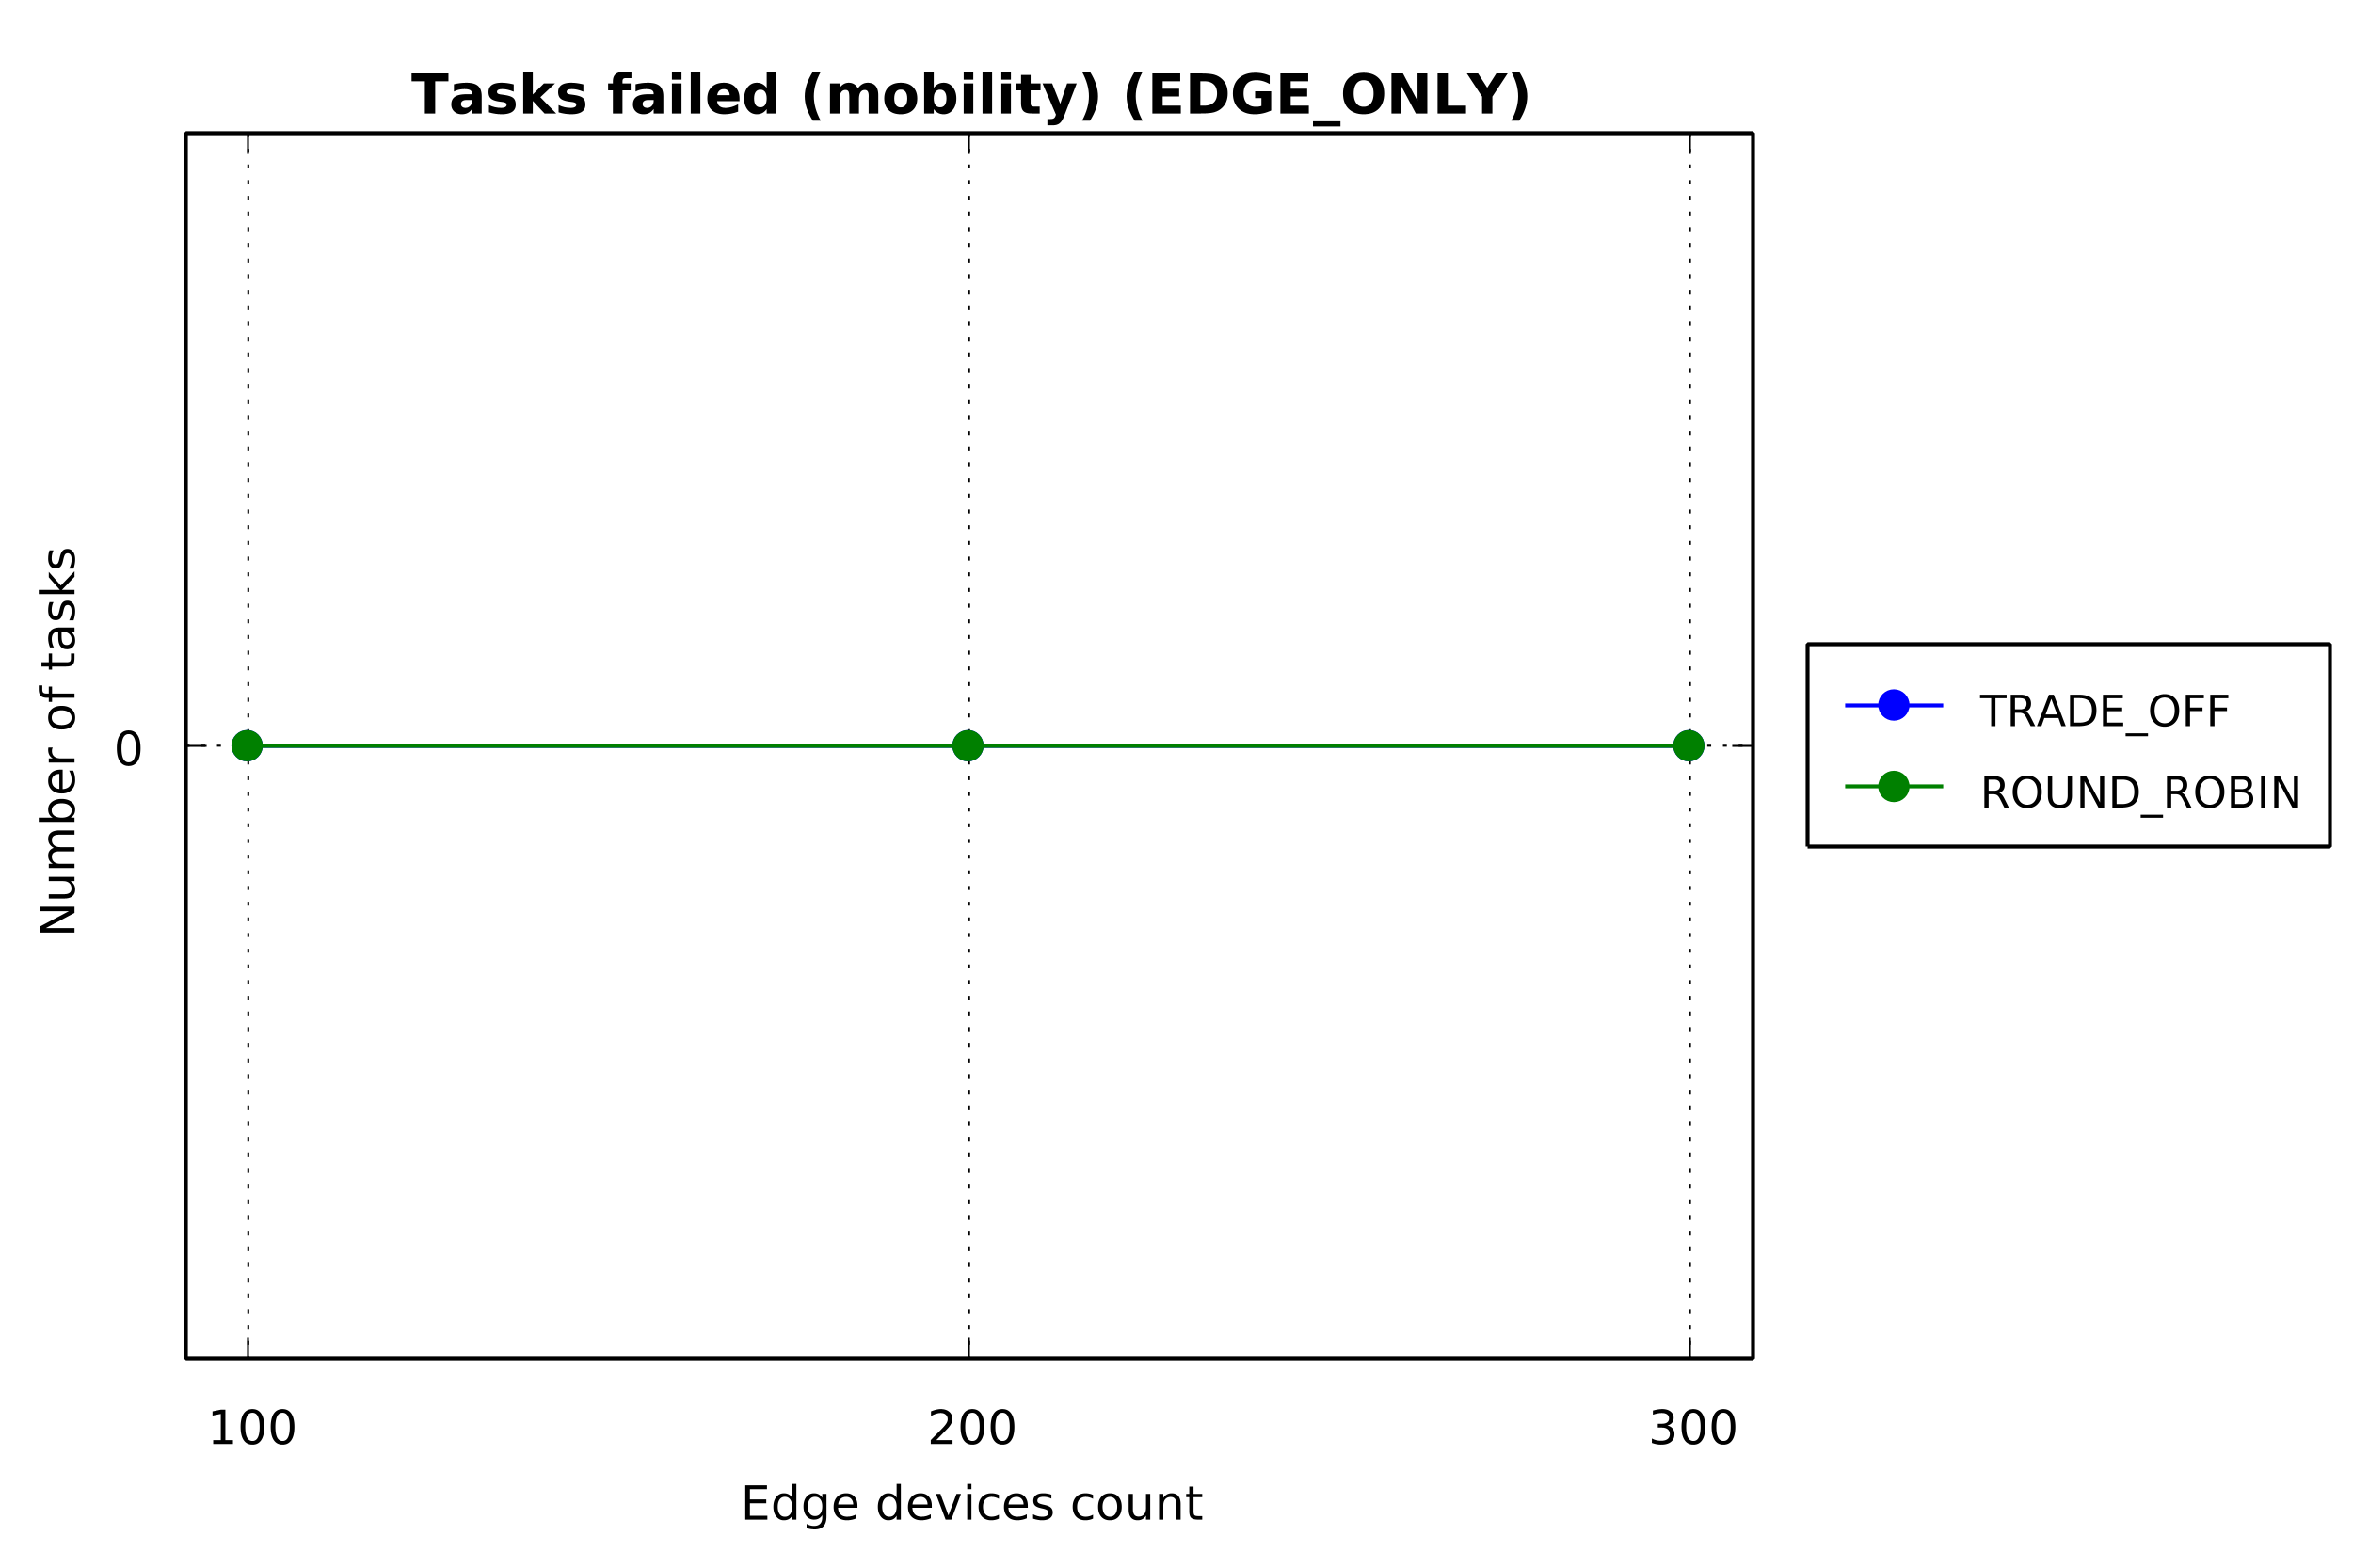 Tasks failed (mobility) (EDGE_ONLY)
Number of tasks
0
TRADE_OFF
ROUND_ROBIN
100 200 300
Edge devices count